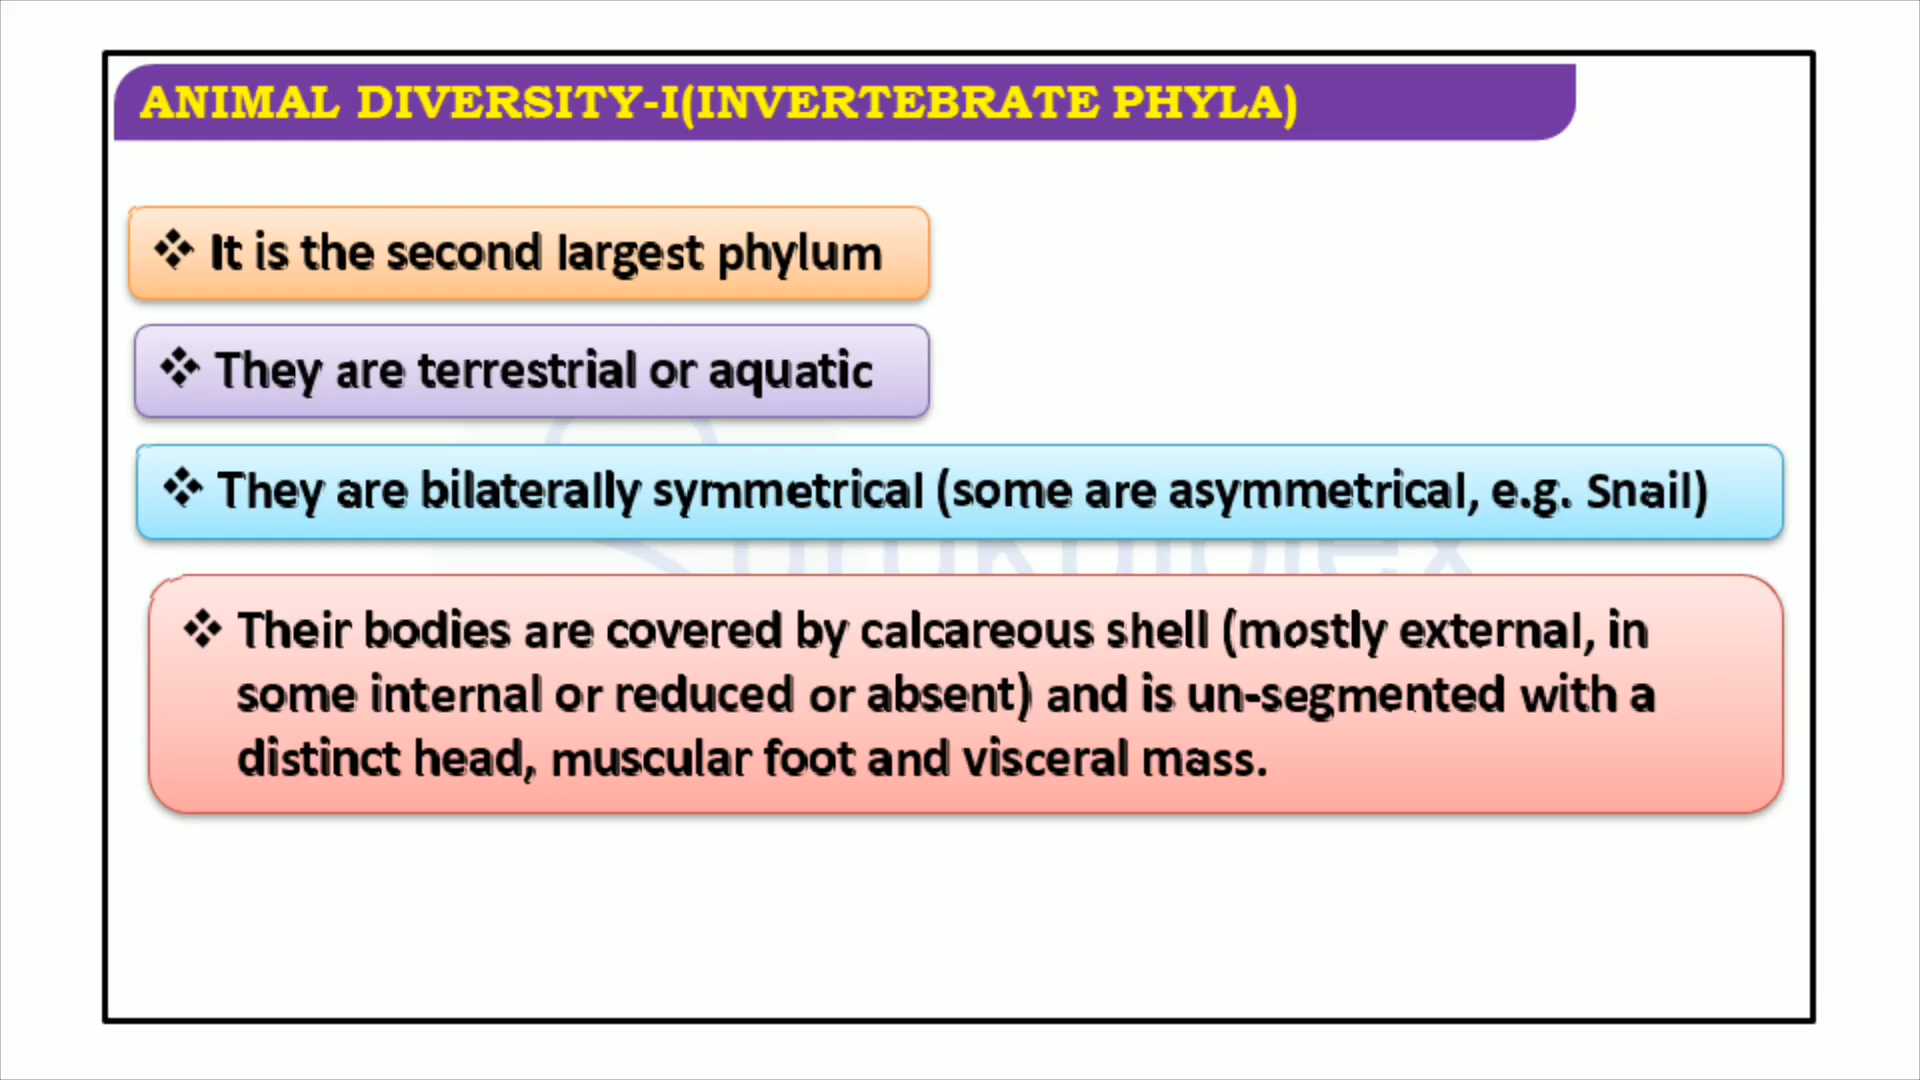 ANIMAL DIVERSITY-I(INVERTEBRATE PHYLA)
❖ It is the second largest phylum
❖ They are terrestrial or aquatic
❖ They are bilaterally symmetrical (some are asymmetrical, e.g. Snail)
❖ Their bodies are covered by calcareous shell (mostly external, in
some internal or reduced or absent) and is un-segmented with a
distinct head, muscular foot and visceral mass.